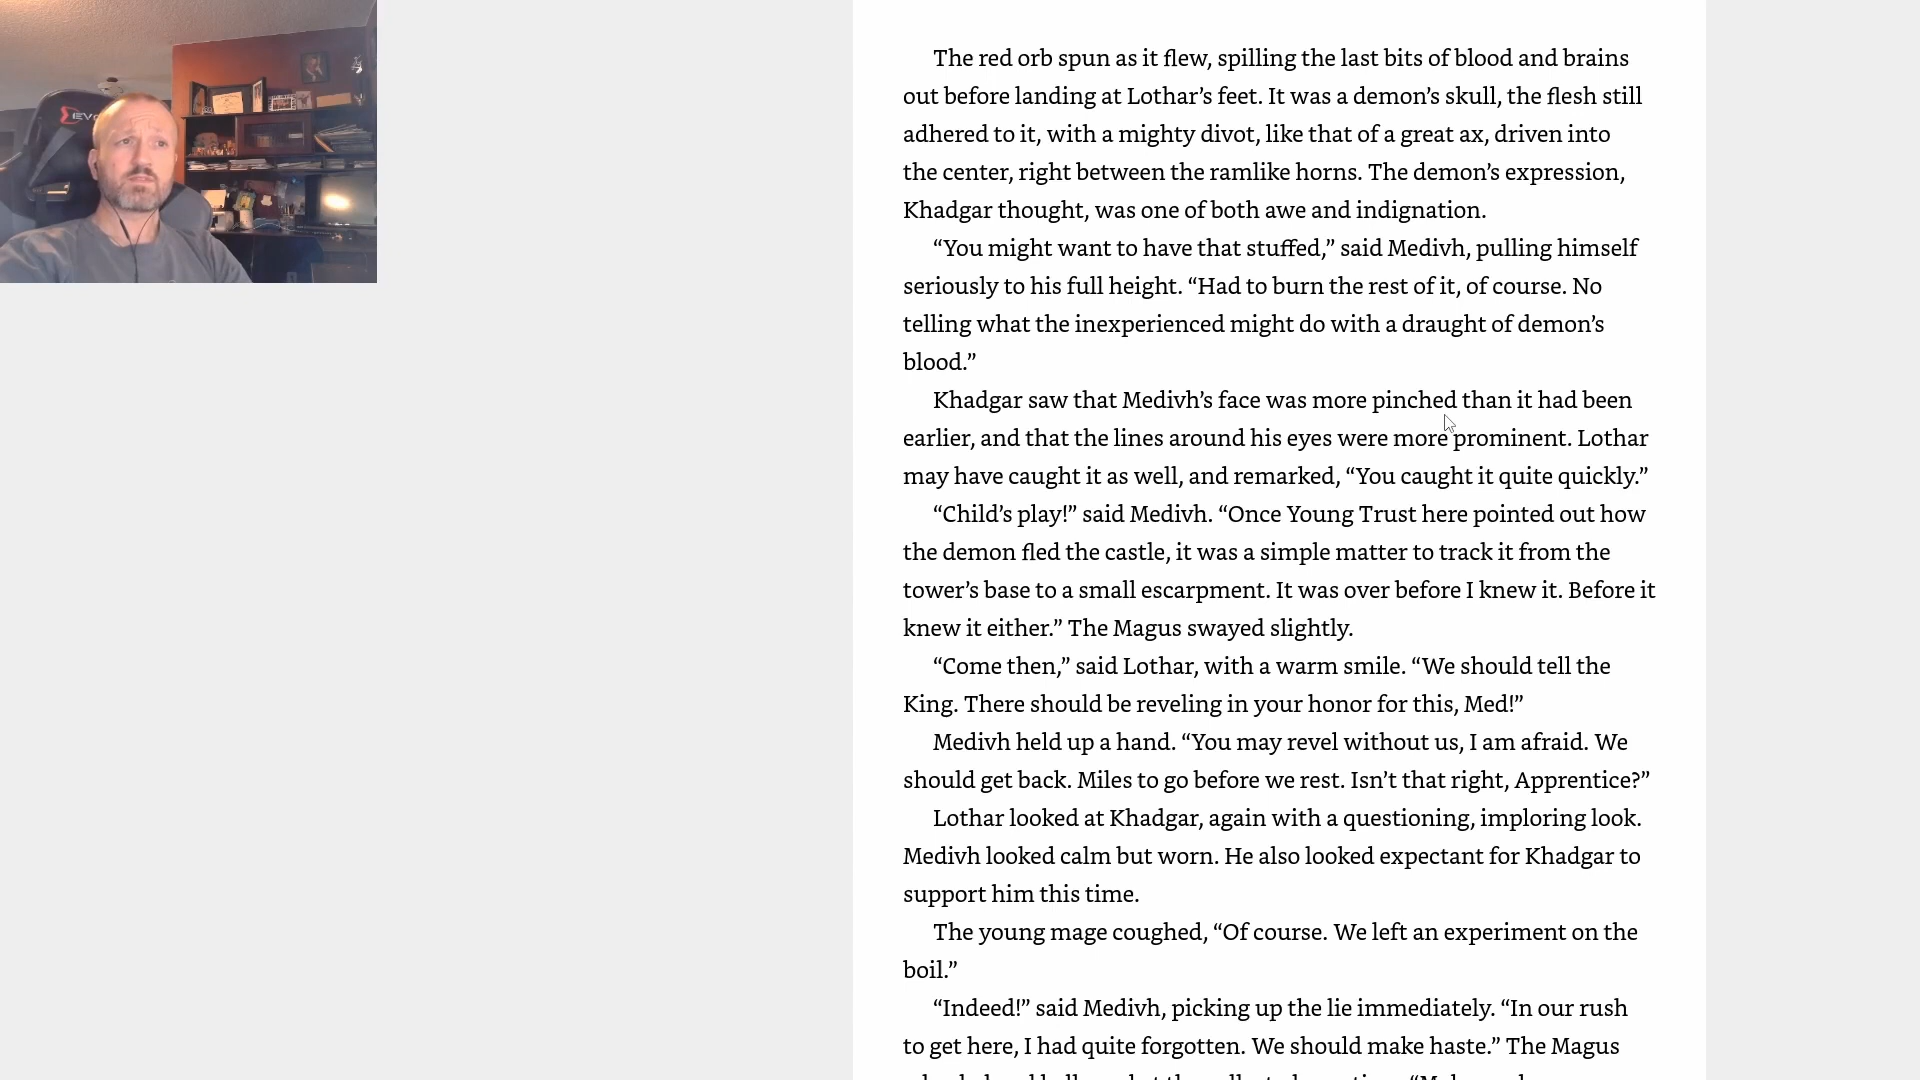 EVO
The red orb spun as it flew, spilling the last bits of blood and brains
out before landing at Lothar’s feet. It was a demon’s skull, the flesh still
adhered to it, with a mighty divot, like that of a great ax, driven into
the center, right between the ramlike horns. The demon’s expression,
Khadgar thought, was one of both awe and indignation.
“You might want to have that stuffed,” said Medivh, pulling himself
seriously to his full height. “Had to burn the rest of it, of course. No
telling what the inexperienced might do with a draught of demon’s
blood.”
Khadgar saw that Medivh’s face was more pinched than it had been
earlier, and that the lines around his eyes were more prominent. Lothar
may have caught it as well, and remarked, “You caught it quite quickly.”
“Child’s play!” said Medivh. “Once Young Trust here pointed out how
the demon fled the castle, it was a simple matter to track it from the
tower’s base to a small escarpment. It was over before I knew it. Before it
knew it either.” The Magus swayed slightly.
“Come then,” said Lothar, with a warm smile. “We should tell the
King. There should be reveling in your honor for this, Med!”
Medivh held up a hand. “You may revel without us, I am afraid. We
should get back. Miles to go before we rest. Isn’t that right, Apprentice?”
Lothar looked at Khadgar, again with a questioning, imploring look.
Medivh looked calm but worn. He also looked expectant for Khadgar to
support him this time.
The young mage coughed, “Of course. We left an experiment on the
boil.”
“Indeed!” said Medivh, picking up the lie immediately. “In our rush
to get here, I had quite forgotten. We should make haste.” The Magus